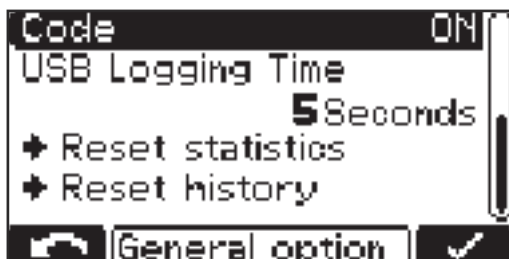 Code ON
USB Logging Time
5 Seconds
Reset statistics
Reset history
General option